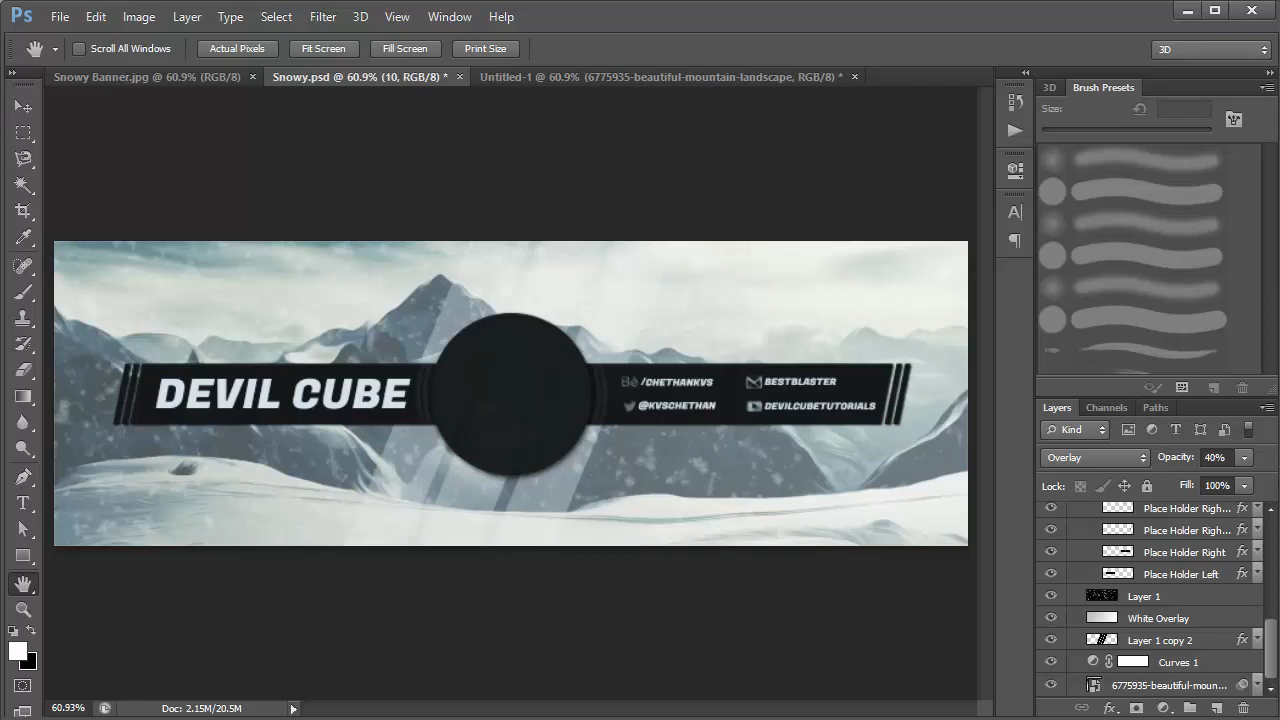 Ps File Edit Image Layer Type Select Filter 3D View Window Help
Scroll All Windows Actual Pixels Fit Screen Fill Screen Print Size 3D
Snowy Banner.jpg @ 60.9% (RGB/8) × Snowy.psd @ 60.9% (10, RGB/8) * × Untitled-1 @ 60.9% (6775935-beautiful-mountain-landscape, RGB/8) * ×
3D Brush Presets
Size:
DEVIL CUBE
/CHETHANKVS BESTBLASTER
@KVSCHETHAN DEVILCUBETUTORIALS
Layers Channels Paths
Kind
Overlay Opacity: 40%
Lock: Fill: 100%
Place Holder Righ... fx
Place Holder Righ... fx
Place Holder Right fx
Place Holder Left fx
Layer 1
White Overlay
Layer 1 copy 2 fx
Curves 1
6775935-beautiful-moun...
60.93% Doc: 2.15M/20.5M